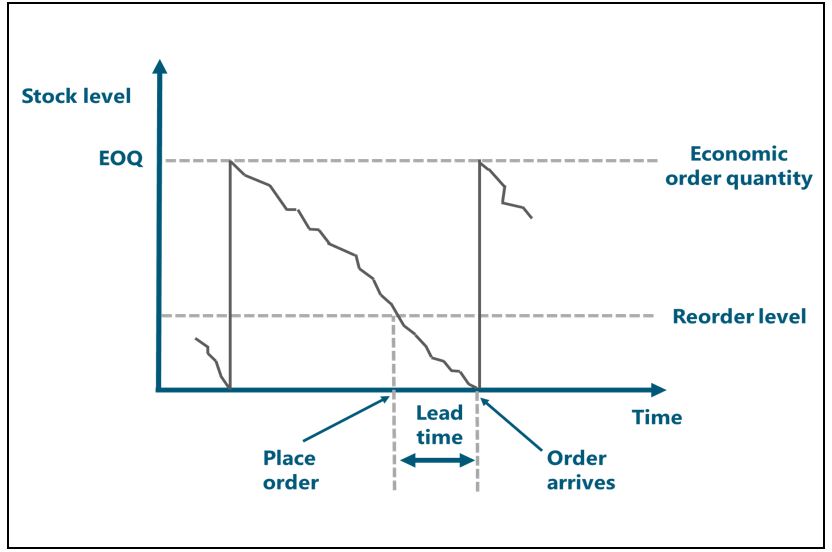 Stock level
EOQ
Economic
order quantity
Reorder level
Time
Lead
time
Place
order
Order
arrives